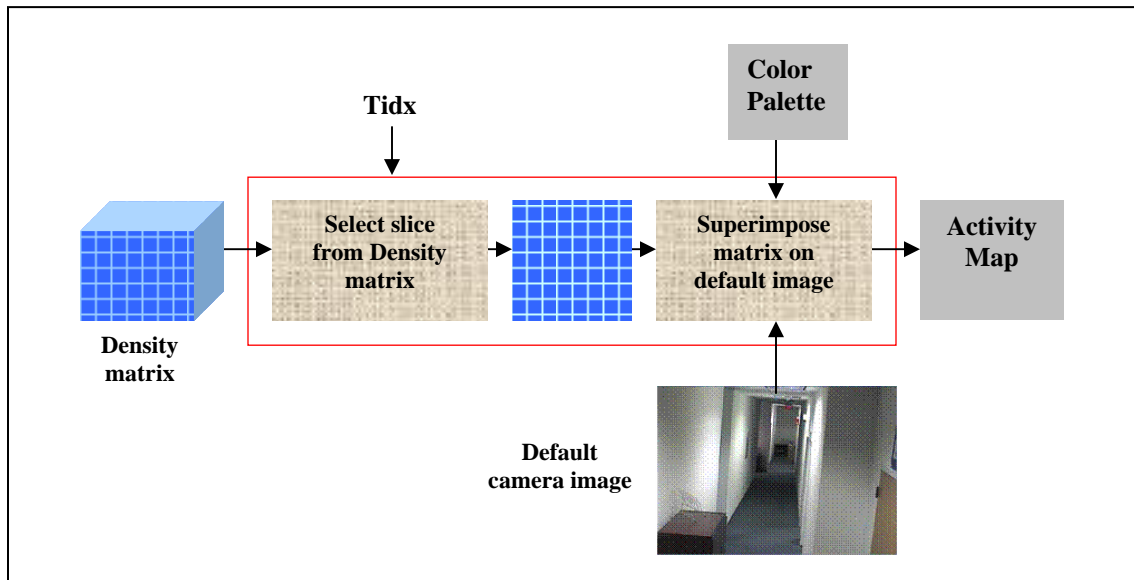 Color
Palette
Tidx
Select slice
from Density
matrix
Superimpose
matrix on
default image
Activity
Map
Density
matrix
Default
camera image